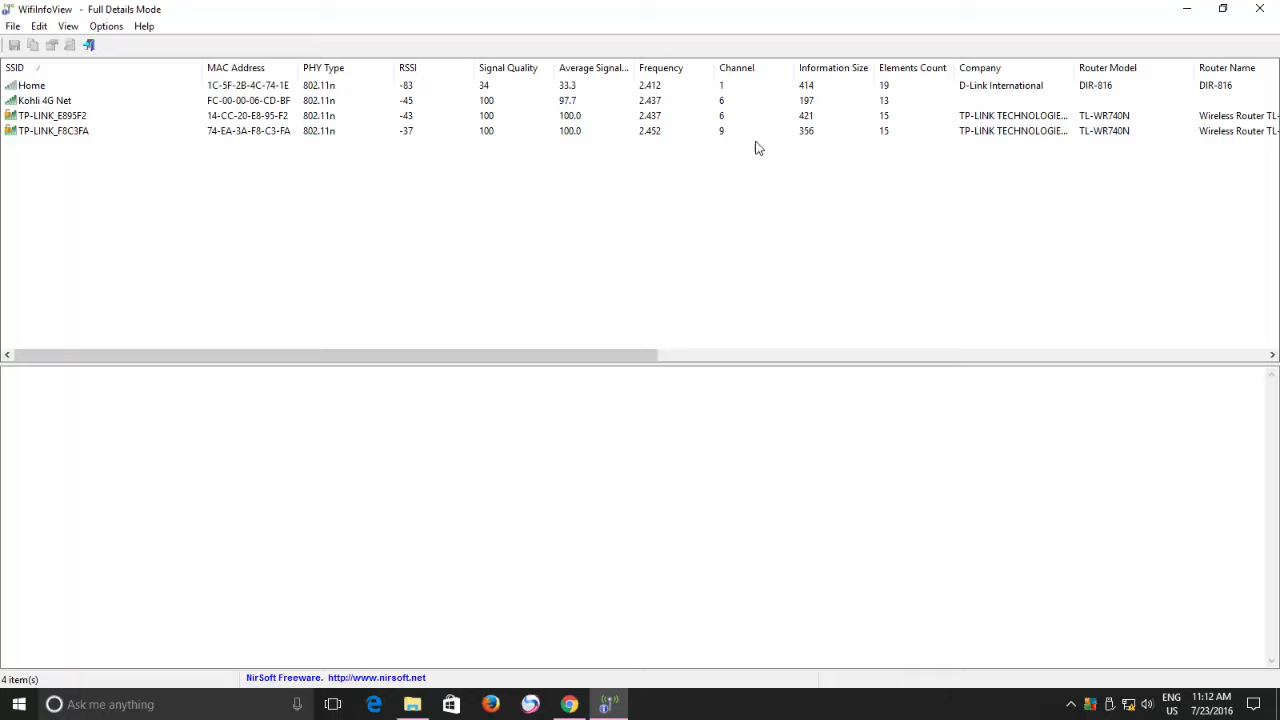 WifiInfoView - Full Details Mode
File Edit View Options Help
SSID MAC Address PHY Type RSSI Signal Quality Average Signal... Frequency Channel Information Size Elements Count Company Router Model Router Name
Home 1C-5F-2B-4C-74-1E 802.11n -83 34 33.3 2.412 1 414 19 D-Link International DIR-816 DIR-816
Kohli 4G Net FC-00-00-06-CD-BF 802.11n -45 100 97.7 2.437 6 197 13
TP-LINK_E895F2 14-CC-20-E8-95-F2 802.11n -43 100 100.0 2.437 6 421 15 TP-LINK TECHNOLOGIE... TL-WR740N Wireless Router TL-
TP-LINK_F8C3FA 74-EA-3A-F8-C3-FA 802.11n -37 100 100.0 2.452 9 356 15 TP-LINK TECHNOLOGIE... TL-WR740N Wireless Router TL-
4 item(s) NirSoft Freeware. http://www.nirsoft.net
Ask me anything ENG 11:12 AM
US 7/23/2016